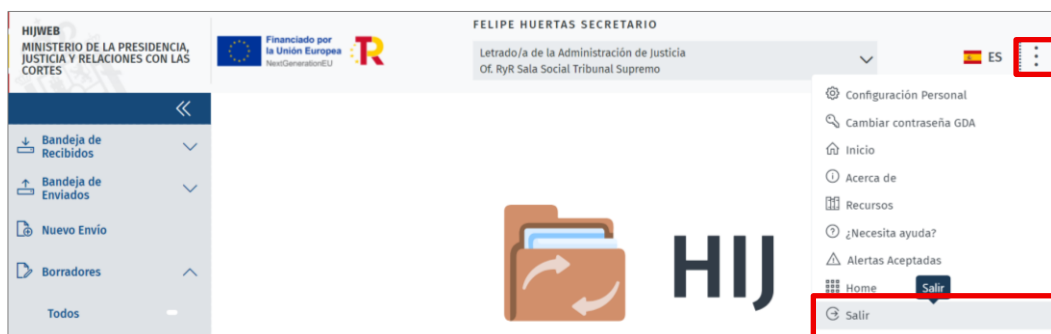 HIJWEB
MINISTERIO DE LA PRESIDENCIA,
JUSTICIA Y RELACIONES CON LAS
CORTES
Financiado por
la Unión Europea
NextGenerationEU
FELIPE HUERTAS SECRETARIO
Letrado/a de la Administración de Justicia
Of. RyR Sala Social Tribunal Supremo
ES
Bandeja de
Recibidos
Bandeja de
Enviados
Nuevo Envío
Borradores
Todos
HIJ
Configuración Personal
Cambiar contraseña GDA
Inicio
Acerca de
Recursos
¿Necesita ayuda?
Alertas Aceptadas
Home
Salir
Salir